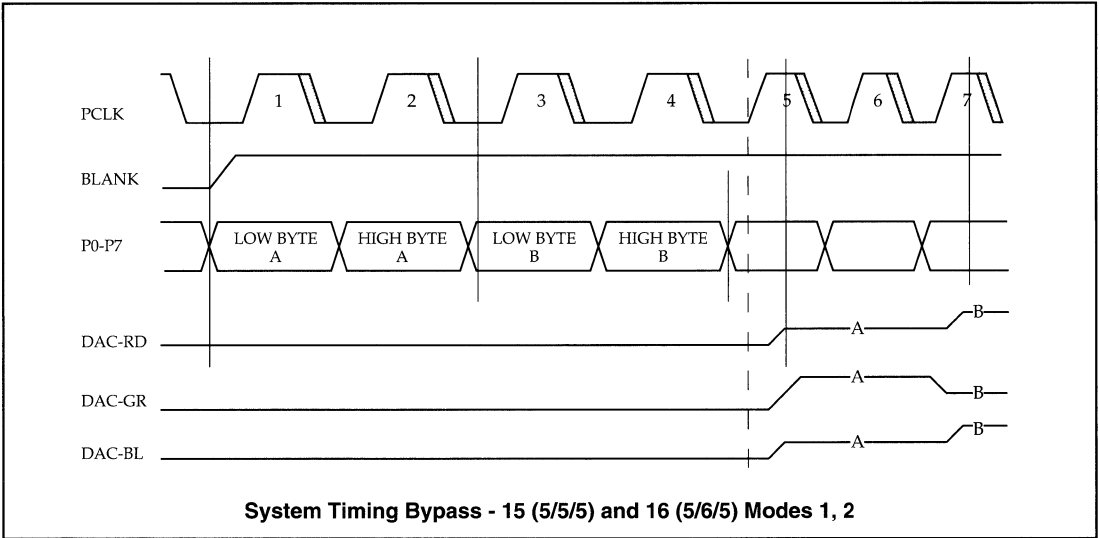 PCLK 1 2 3 4 5 6 7
BLANK
P0-P7 LOW BYTE A HIGH BYTE A LOW BYTE B HIGH BYTE B
DAC-RD A B
DAC-GR A B
DAC-BL A B
System Timing Bypass - 15 (5/5/5) and 16 (5/6/5) Modes 1, 2